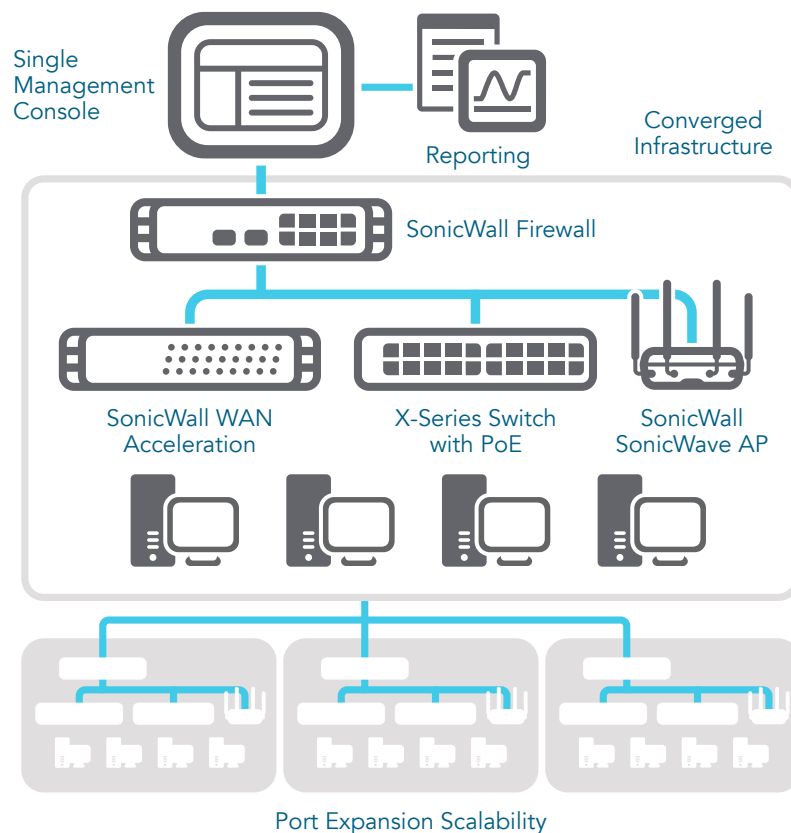 Single
Management
Console
Reporting
Converged
Infrastructure
SonicWall Firewall
SonicWall WAN
Acceleration
X-Series Switch
with PoE
SonicWall
SonicWave AP
Port Expansion Scalability